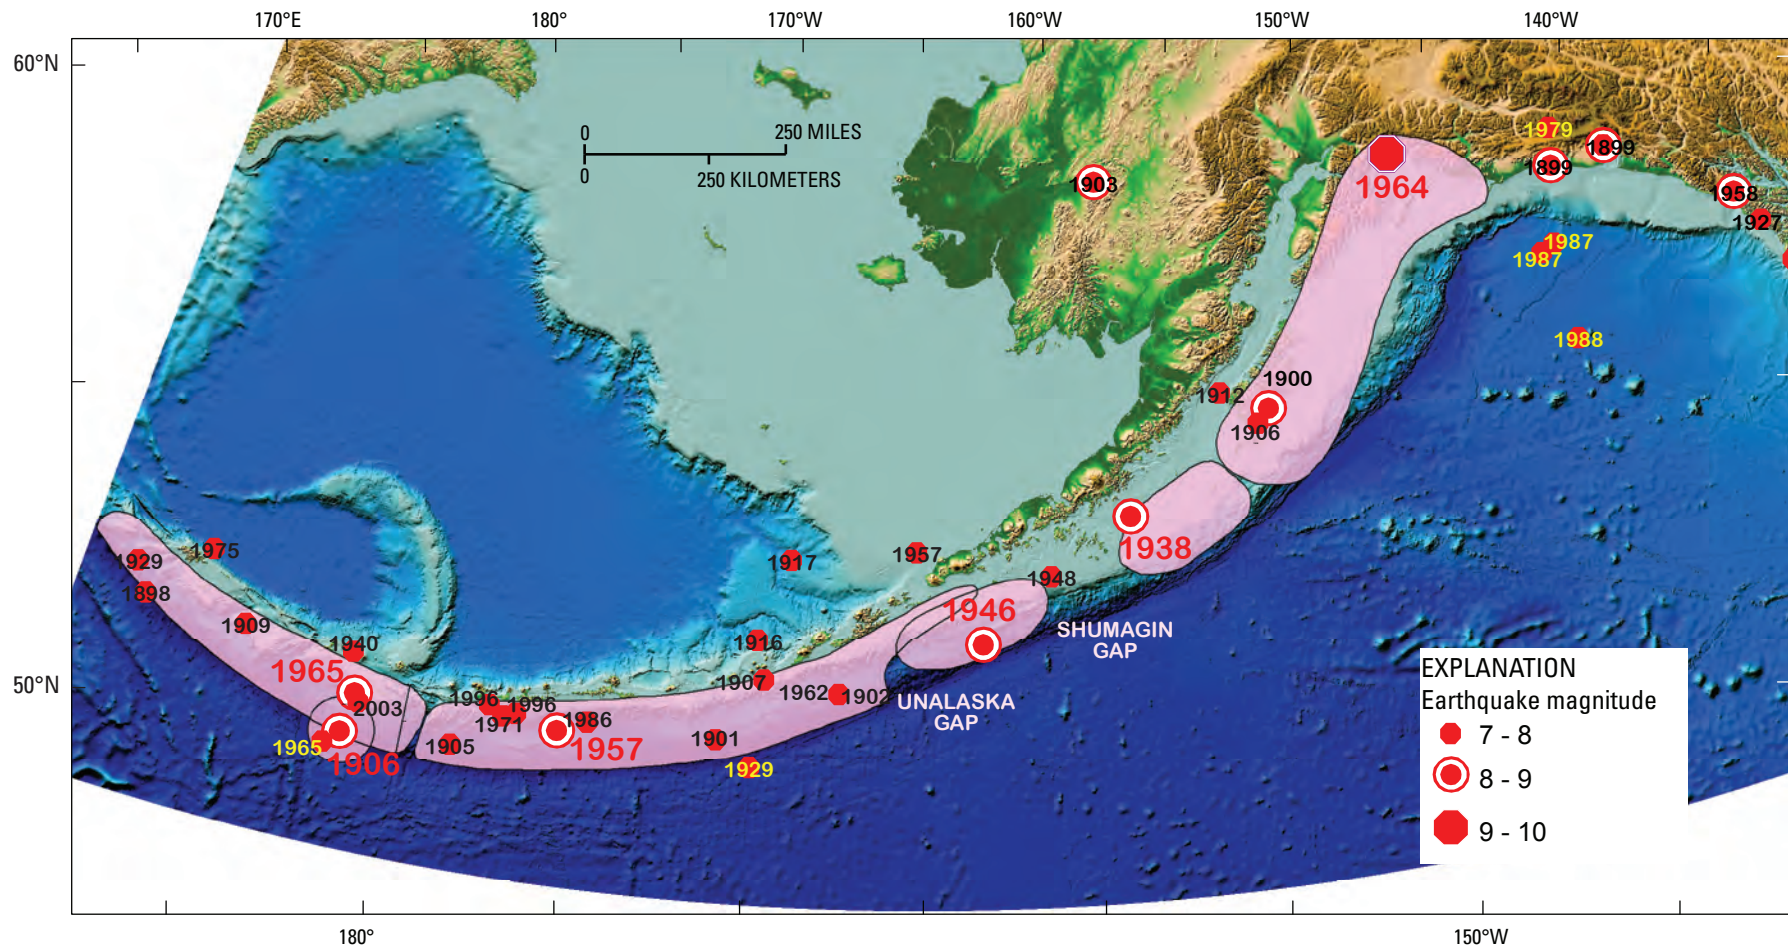 170°E 180° 170°W 160°W 150°W 140°W
60°N
0 250 MILES
0 250 KILOMETERS
1979
1899
1899
1903
1964
1958
1927
1987
1987
1988
1900
1912
1906
1938
1975
1929
1917
1957
1948
1898
1946
1909
SHUMAGIN
GAP
1940
1916
1965
50°N
1907
1962
1902
UNALASKA
GAP
1996
1996
2003
1971
1986
1965
1906
1905
1957
1901
1929
EXPLANATION
Earthquake magnitude
7 - 8
8 - 9
9 - 10
180° 150°W